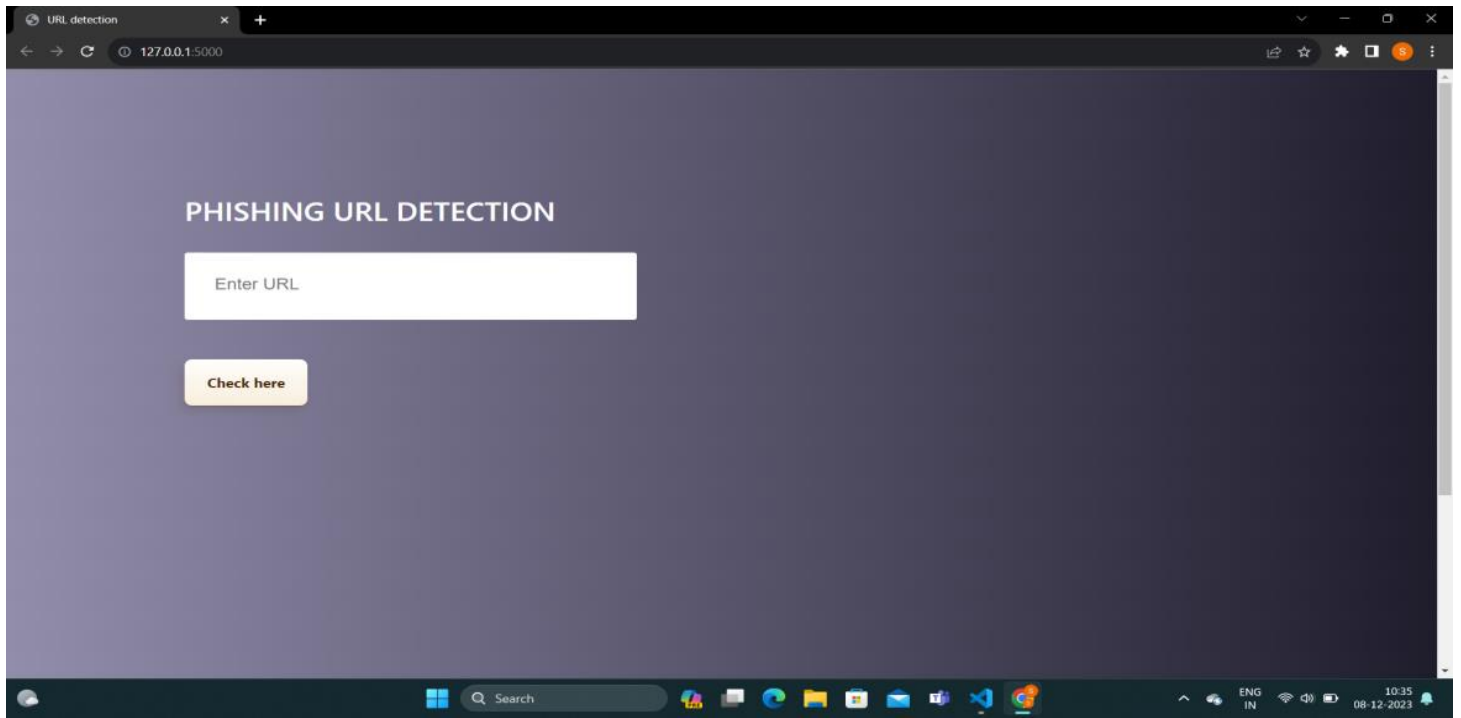 URL detection
127.0.0.1:5000
S
PHISHING URL DETECTION
Enter URL
Check here
Search
ENG
IN
10:35
08-12-2023